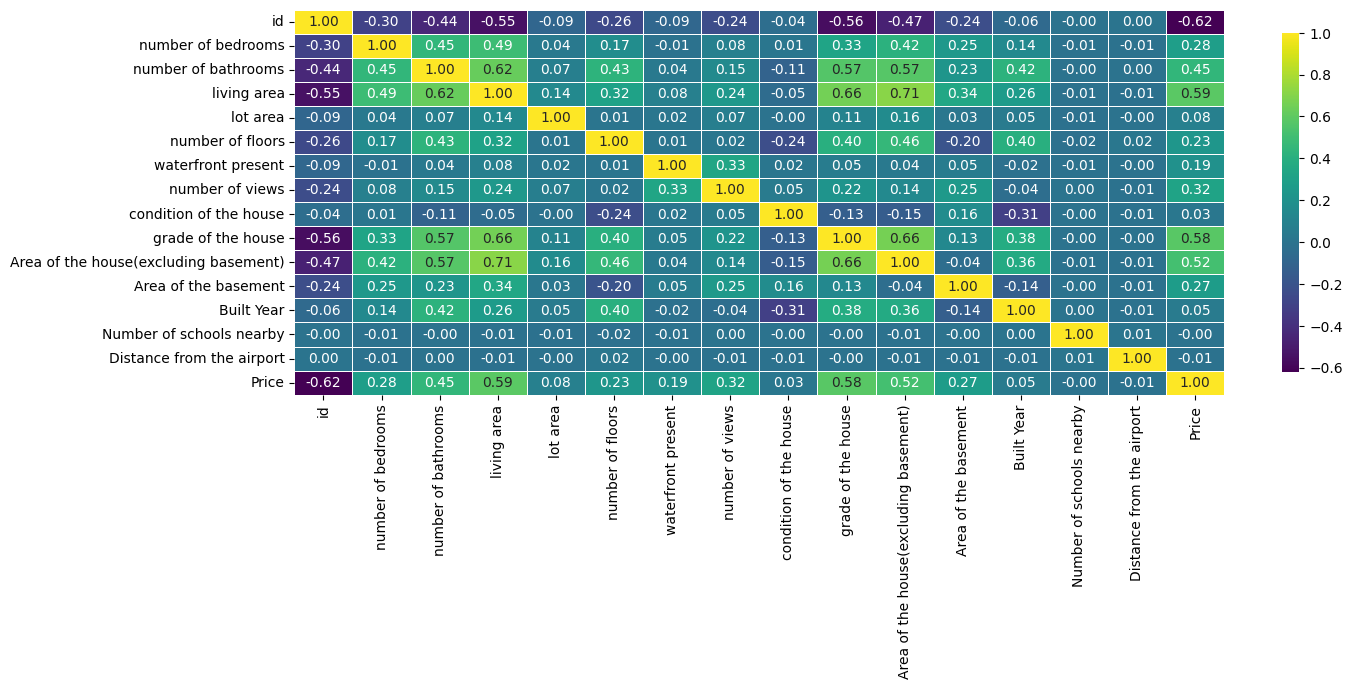 id 1.00 -0.30 -0.44 -0.55 -0.09 -0.26 -0.09 -0.24 -0.04 -0.56 -0.47 -0.24 -0.06 -0.00 0.00 -0.62
number of bedrooms -0.30 1.00 0.45 0.49 0.04 0.17 -0.01 0.08 0.01 0.33 0.42 0.25 0.14 -0.01 -0.01 0.28
number of bathrooms -0.44 0.45 1.00 0.62 0.07 0.43 0.04 0.15 -0.11 0.57 0.57 0.23 0.42 -0.00 0.00 0.45
living area -0.55 0.49 0.62 1.00 0.14 0.32 0.08 0.24 -0.05 0.66 0.71 0.34 0.26 -0.01 -0.01 0.59
lot area -0.09 0.04 0.07 0.14 1.00 0.01 0.02 0.07 -0.00 0.11 0.16 0.03 0.05 -0.01 -0.00 0.08
number of floors -0.26 0.17 0.43 0.32 0.01 1.00 0.01 0.02 -0.24 0.40 0.46 -0.20 0.40 -0.02 0.02 0.23
waterfront present -0.09 -0.01 0.04 0.08 0.02 0.01 1.00 0.33 0.02 0.05 0.04 0.05 -0.02 -0.01 -0.00 0.19
number of views -0.24 0.08 0.15 0.24 0.07 0.02 0.33 1.00 0.05 0.22 0.14 0.25 -0.04 0.00 -0.01 0.32
condition of the house -0.04 0.01 -0.11 -0.05 -0.00 -0.24 0.02 0.05 1.00 -0.13 -0.15 0.16 -0.31 -0.00 -0.01 0.03
grade of the house -0.56 0.33 0.57 0.66 0.11 0.40 0.05 0.22 -0.13 1.00 0.66 0.13 0.38 -0.00 -0.00 0.58
Area of the house(excluding basement) -0.47 0.42 0.57 0.71 0.16 0.46 0.04 0.14 -0.15 0.66 1.00 -0.04 0.36 -0.01 -0.01 0.52
Area of the basement -0.24 0.25 0.23 0.34 0.03 -0.20 0.05 0.25 0.16 0.13 -0.04 1.00 -0.14 -0.00 -0.01 0.27
Built Year -0.06 0.14 0.42 0.26 0.05 0.40 -0.02 -0.04 -0.31 0.38 0.36 -0.14 1.00 0.00 -0.01 0.05
Number of schools nearby -0.00 -0.01 -0.00 -0.01 -0.01 -0.02 -0.01 0.00 -0.00 -0.00 -0.01 -0.00 0.00 1.00 0.01 -0.00
Distance from the airport 0.00 -0.01 0.00 -0.01 -0.00 0.02 -0.00 -0.01 -0.01 -0.00 -0.01 -0.01 -0.01 0.01 1.00 -0.01
Price -0.62 0.28 0.45 0.59 0.08 0.23 0.19 0.32 0.03 0.58 0.52 0.27 0.05 -0.00 -0.01 1.00
id
number of bedrooms
number of bathrooms
living area
lot area
number of floors
waterfront present
number of views
condition of the house
grade of the house
Area of the house(excluding basement)
Area of the basement
Built Year
Number of schools nearby
Distance from the airport
Price
1.0
0.8
0.6
0.4
0.2
0.0
−0.2
−0.4
−0.6